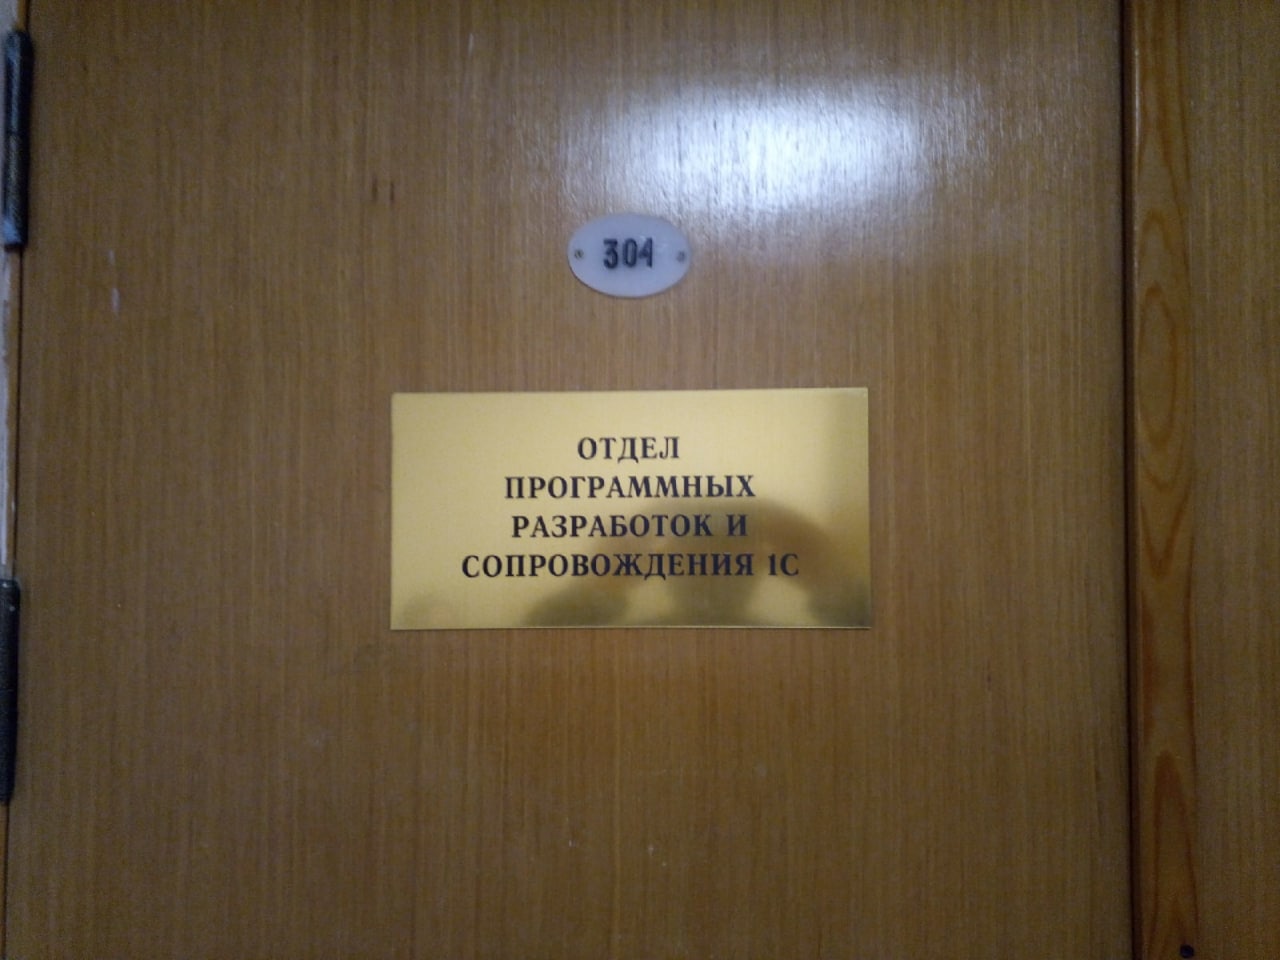 304
ОТДЕЛ
ПРОГРАММНЫХ
РАЗРАБОТОК И
СОПРОВОЖДЕНИЯ 1С